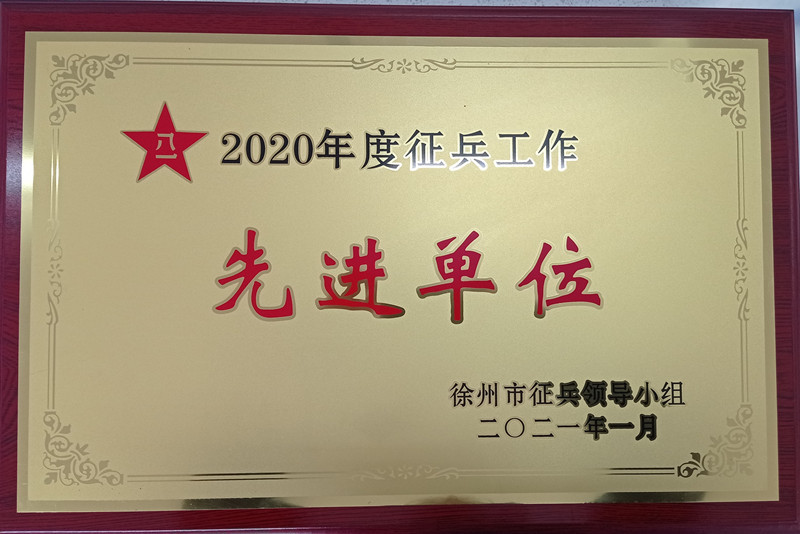 八一
2020年度征兵工作
先进单位
徐州市征兵领导小组
二〇二一年一月